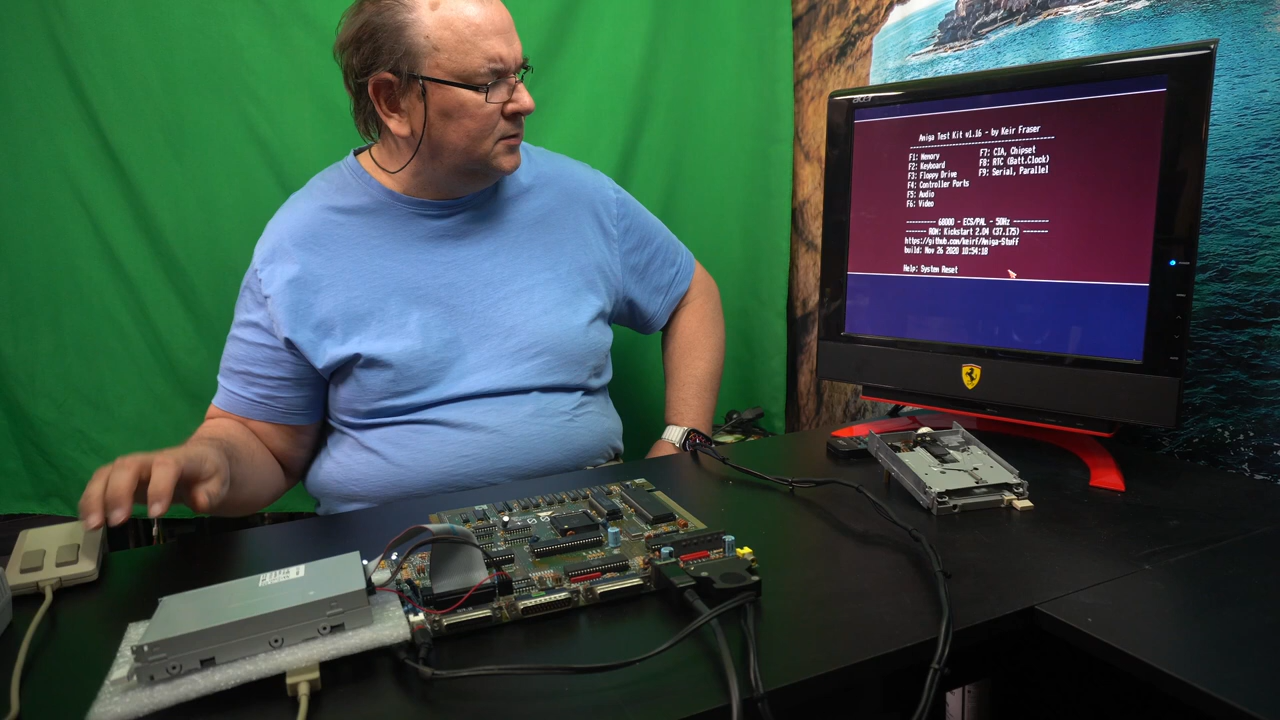 acer
Amiga Test Kit v1.16 - by Keir Fraser
F1: Memory
F2: Keyboard
F3: Floppy Drive
F4: Controller Ports
F5: Audio
F6: Video
F7: CIA, Chipset
F8: RTC (Batt.Clock)
F9: Serial, Parallel
---------- 68000 - ECS/PAL - 50Hz ----------
------- ROM: Kickstart 2.04 (37.175) -------
https://github.com/keirf/Amiga-Stuff
build: Nov 26 2020 10:54:18
Help: System Reset